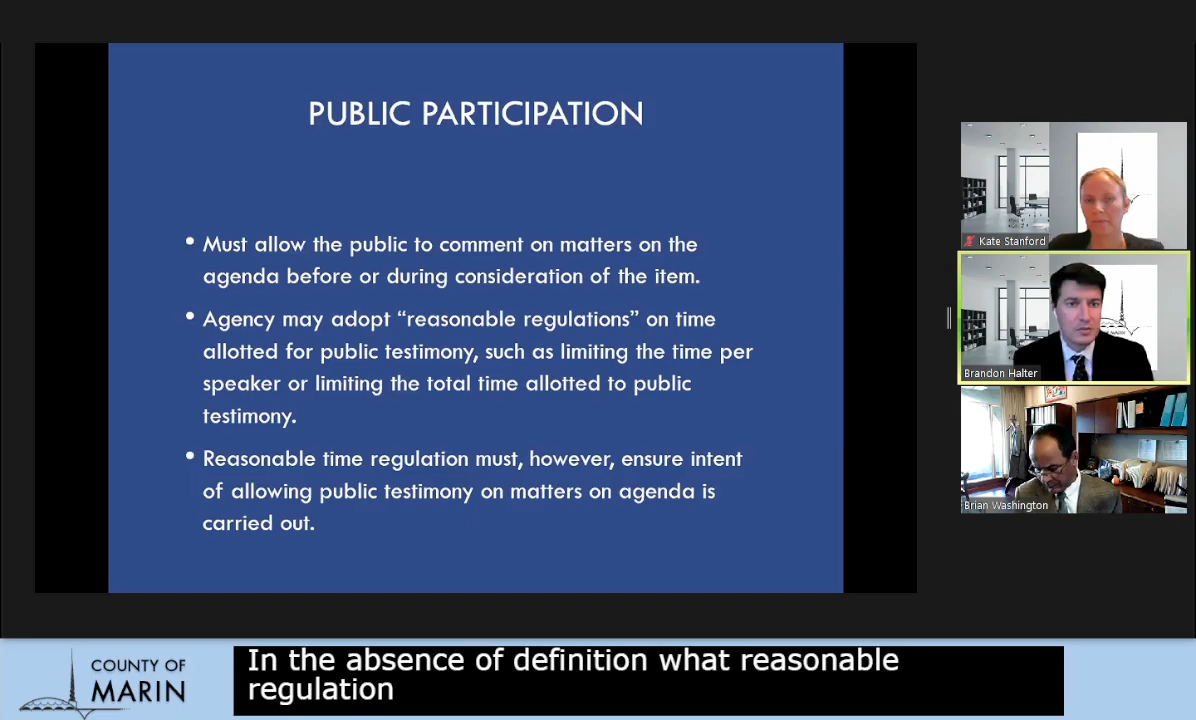 PUBLIC PARTICIPATION
• Must allow the public to comment on matters on the
agenda before or during consideration of the item.
• Agency may adopt “reasonable regulations” on time
allotted for public testimony, such as limiting the time per
speaker or limiting the total time allotted to public
testimony.
• Reasonable time regulation must, however, ensure intent
of allowing public testimony on matters on agenda is
carried out.
Kate Stanford
Brandon Halter
Brian Washington
COUNTY OF
MARIN
In the absence of definition what reasonable
regulation